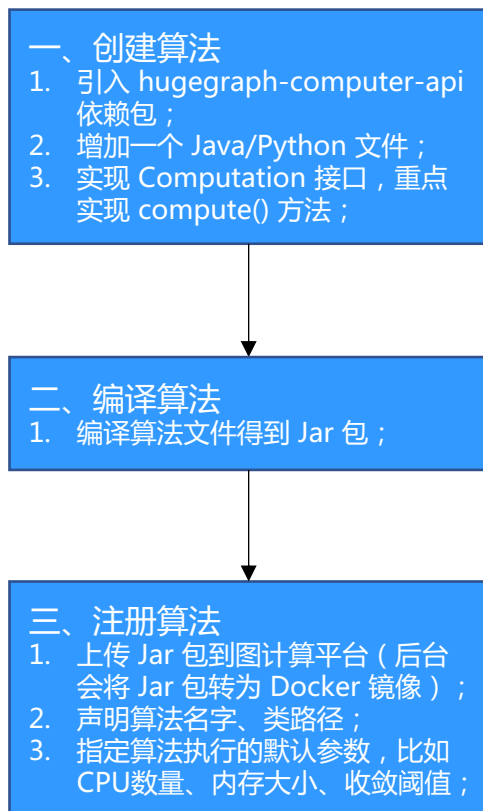 一、创建算法
1. 引入 hugegraph-computer-api
依赖包；
2. 增加一个 Java/Python 文件；
3. 实现 Computation 接口，重点
实现 compute() 方法；
二、编译算法
1. 编译算法文件得到 Jar 包；
三、注册算法
1. 上传 Jar 包到图计算平台（后台
会将 Jar 包转为 Docker 镜像）；
2. 声明算法名字、类路径；
3. 指定算法执行的默认参数，比如
CPU数量、内存大小、收敛阈值；